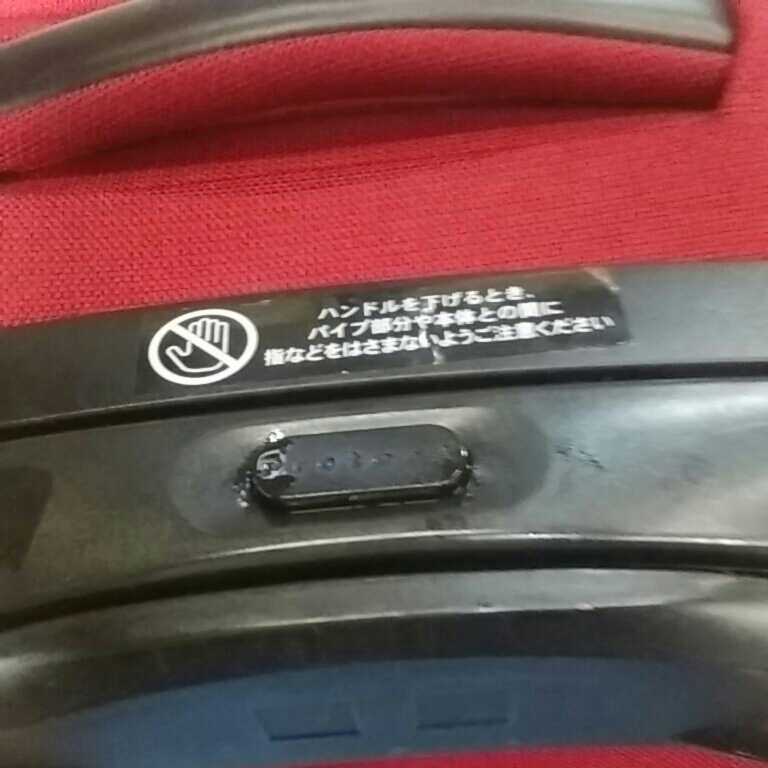 ハンドルを下げるとき、
パイプ部分や本体との間に
指などをはさまないようご注意ください